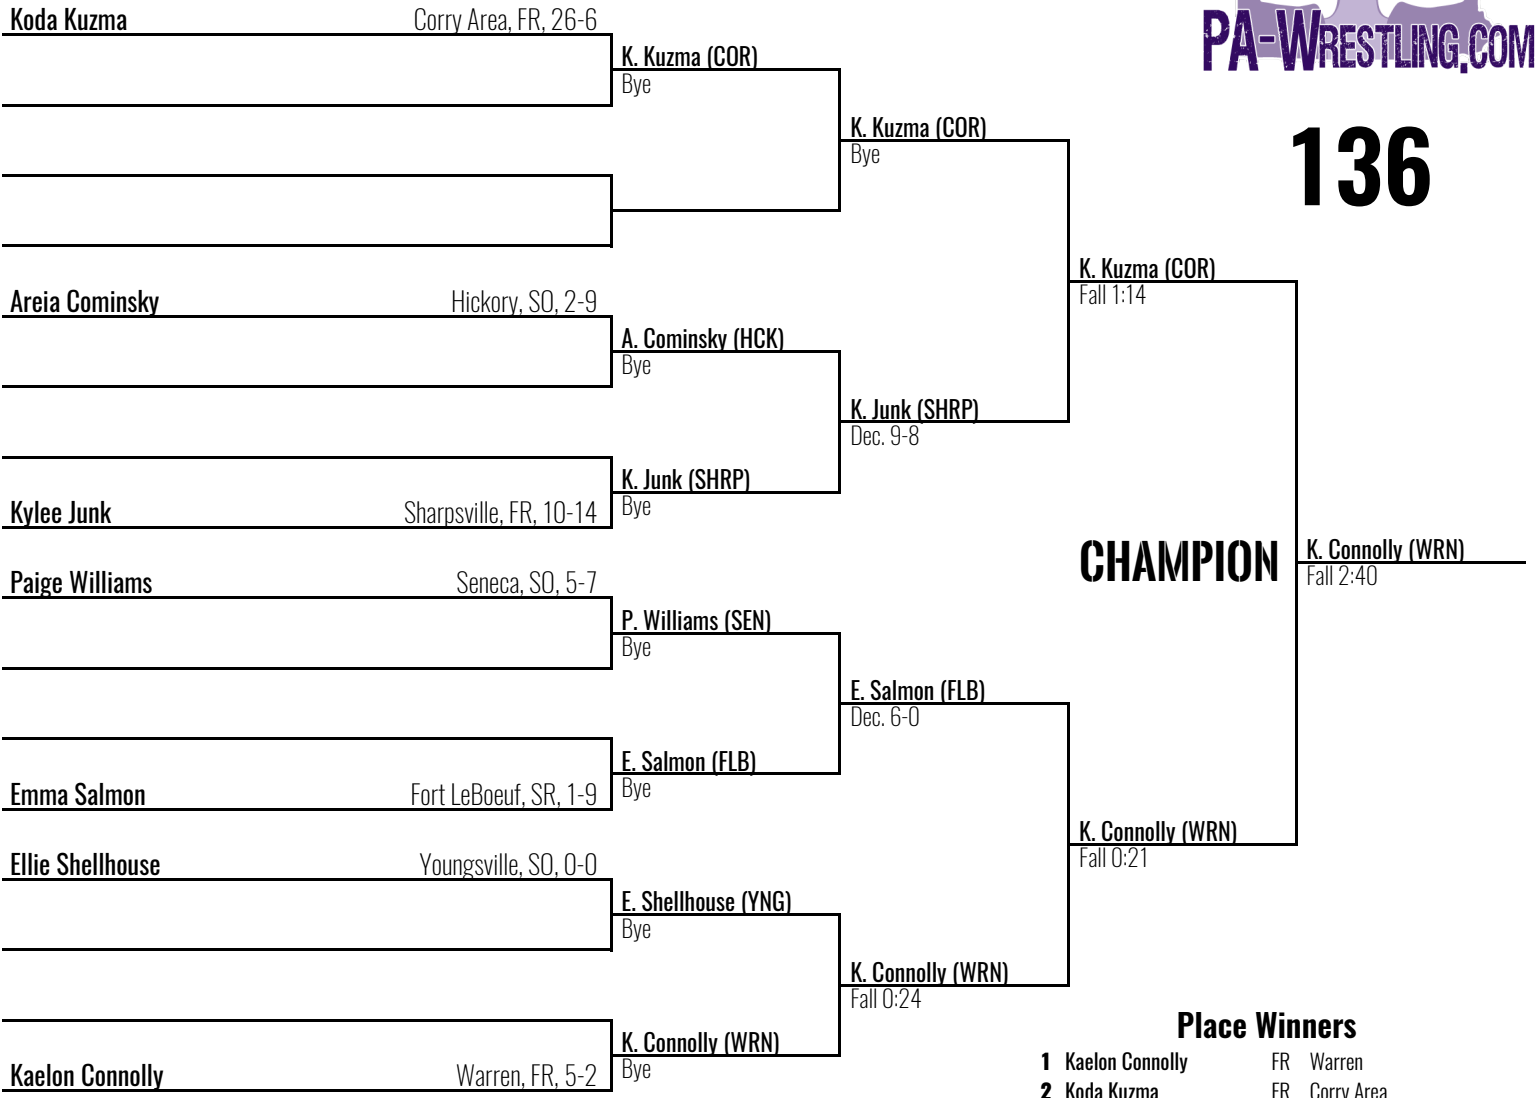 Koda Kuzma Corry Area, FR, 26-6
K. Kuzma (COR)
Bye
PA-WRESTLING.COM
K. Kuzma (COR)
Bye
136
K. Kuzma (COR)
Fall 1:14
Areia Cominsky Hickory, SO, 2-9
A. Cominsky (HCK)
Bye
K. Junk (SHRP)
Dec. 9-8
K. Junk (SHRP)
Bye
Kylee Junk Sharpsville, FR, 10-14
CHAMPION
K. Connolly (WRN)
Fall 2:40
Paige Williams Seneca, SO, 5-7
P. Williams (SEN)
Bye
E. Salmon (FLB)
Dec. 6-0
E. Salmon (FLB)
Bye
Emma Salmon Fort LeBoeuf, SR, 1-9
K. Connolly (WRN)
Fall 0:21
Ellie Shellhouse Youngsville, SO, 0-0
E. Shellhouse (YNG)
Bye
K. Connolly (WRN)
Fall 0:24
K. Connolly (WRN)
Bye
Kaelon Connolly Warren, FR, 5-2
Place Winners
1 Kaelon Connolly FR Warren
2 Koda Kuzma FR Corry Area